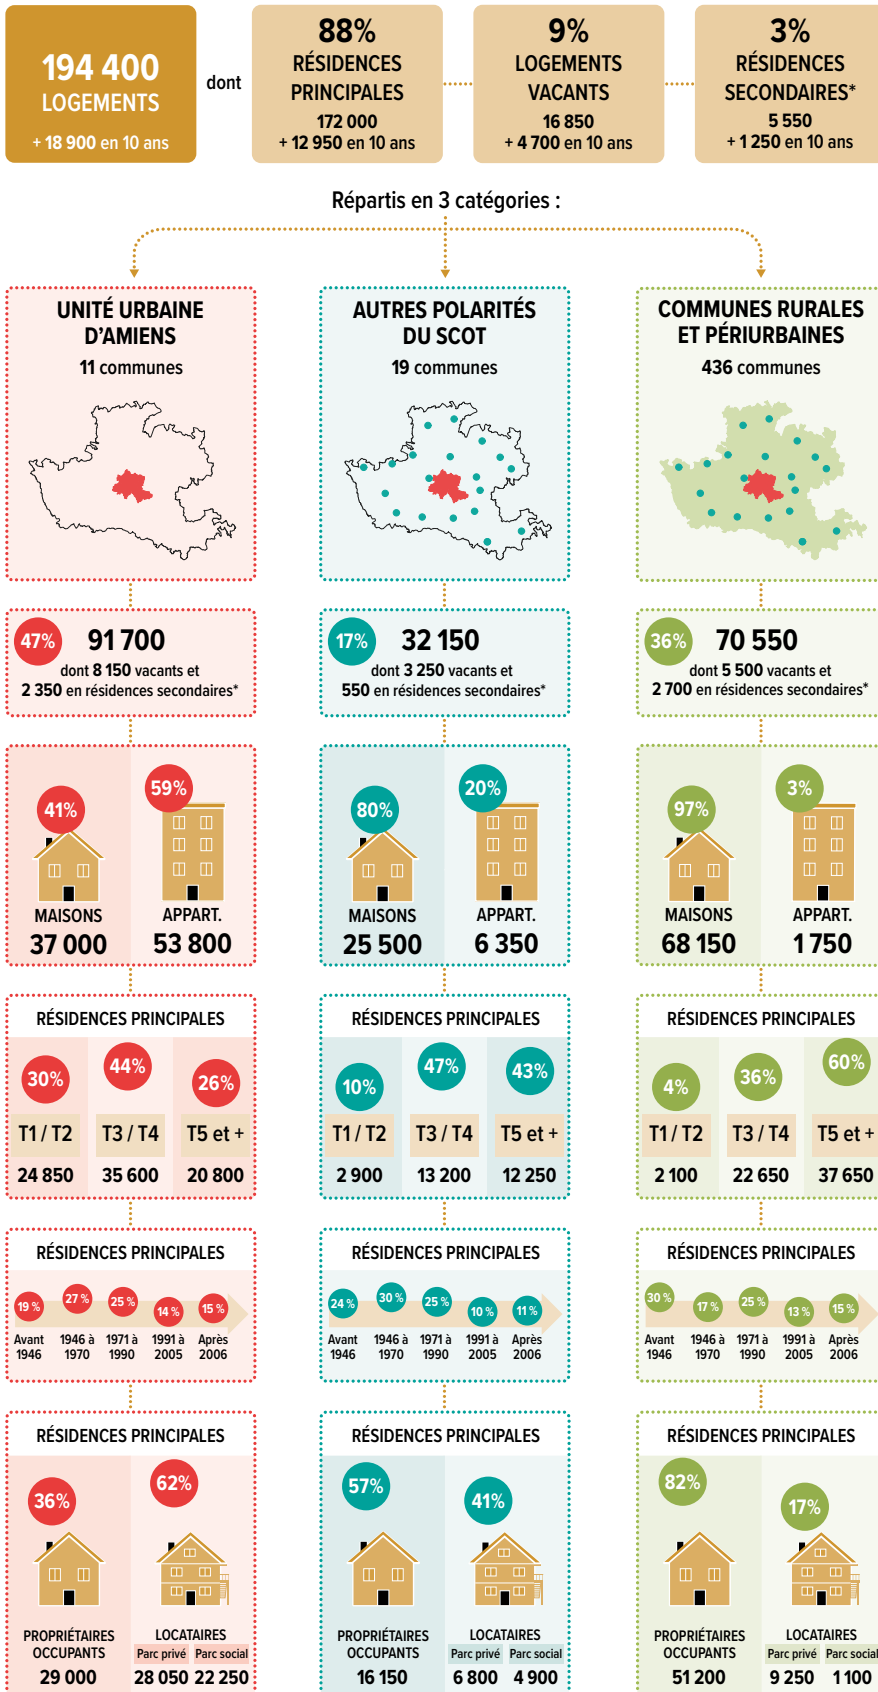 194 400
LOGEMENTS
+ 18 900 en 10 ans
dont
88%
RÉSIDENCES
PRINCIPALES
172 000
+ 12 950 en 10 ans
9%
LOGEMENTS
VACANTS
16 850
+ 4 700 en 10 ans
3%
RÉSIDENCES
SECONDAIRES*
5 550
+ 1 250 en 10 ans
Répartis en 3 catégories :
UNITÉ URBAINE
D'AMIENS
11 communes
AUTRES POLARITÉS
DU SCOT
19 communes
COMMUNES RURALES
ET PÉRIURBAINES
436 communes
47%
91 700
dont 8 150 vacants et
2 350 en résidences secondaires*
17%
32 150
dont 3 250 vacants et
550 en résidences secondaires*
36%
70 550
dont 5 500 vacants et
2 700 en résidences secondaires*
41%
MAISONS
37 000
59%
APPART.
53 800
80%
MAISONS
25 500
20%
APPART.
6 350
97%
MAISONS
68 150
3%
APPART.
1 750
RÉSIDENCES PRINCIPALES
30% 44% 26%
T1 / T2 T3 / T4 T5 et +
24 850 35 600 20 800
RÉSIDENCES PRINCIPALES
10% 47% 43%
T1 / T2 T3 / T4 T5 et +
2 900 13 200 12 250
RÉSIDENCES PRINCIPALES
4% 36% 60%
T1 / T2 T3 / T4 T5 et +
2 100 22 650 37 650
RÉSIDENCES PRINCIPALES
19 % 27 % 25 % 14 % 15 %
Avant 1946 à 1971 à 1991 à Après
1946 1970 1990 2005 2006
RÉSIDENCES PRINCIPALES
24 % 30 % 25 % 10 % 11 %
Avant 1946 à 1971 à 1991 à Après
1946 1970 1990 2005 2006
RÉSIDENCES PRINCIPALES
30 % 17 % 25 % 13 % 15 %
Avant 1946 à 1971 à 1991 à Après
1946 1970 1990 2005 2006
RÉSIDENCES PRINCIPALES
36%
PROPRIÉTAIRES
OCCUPANTS
29 000
62%
LOCATAIRES
Parc privé Parc social
28 050 22 250
RÉSIDENCES PRINCIPALES
57%
PROPRIÉTAIRES
OCCUPANTS
16 150
41%
LOCATAIRES
Parc privé Parc social
6 800 4 900
RÉSIDENCES PRINCIPALES
82%
PROPRIÉTAIRES
OCCUPANTS
51 200
17%
LOCATAIRES
Parc privé Parc social
9 250 1 100